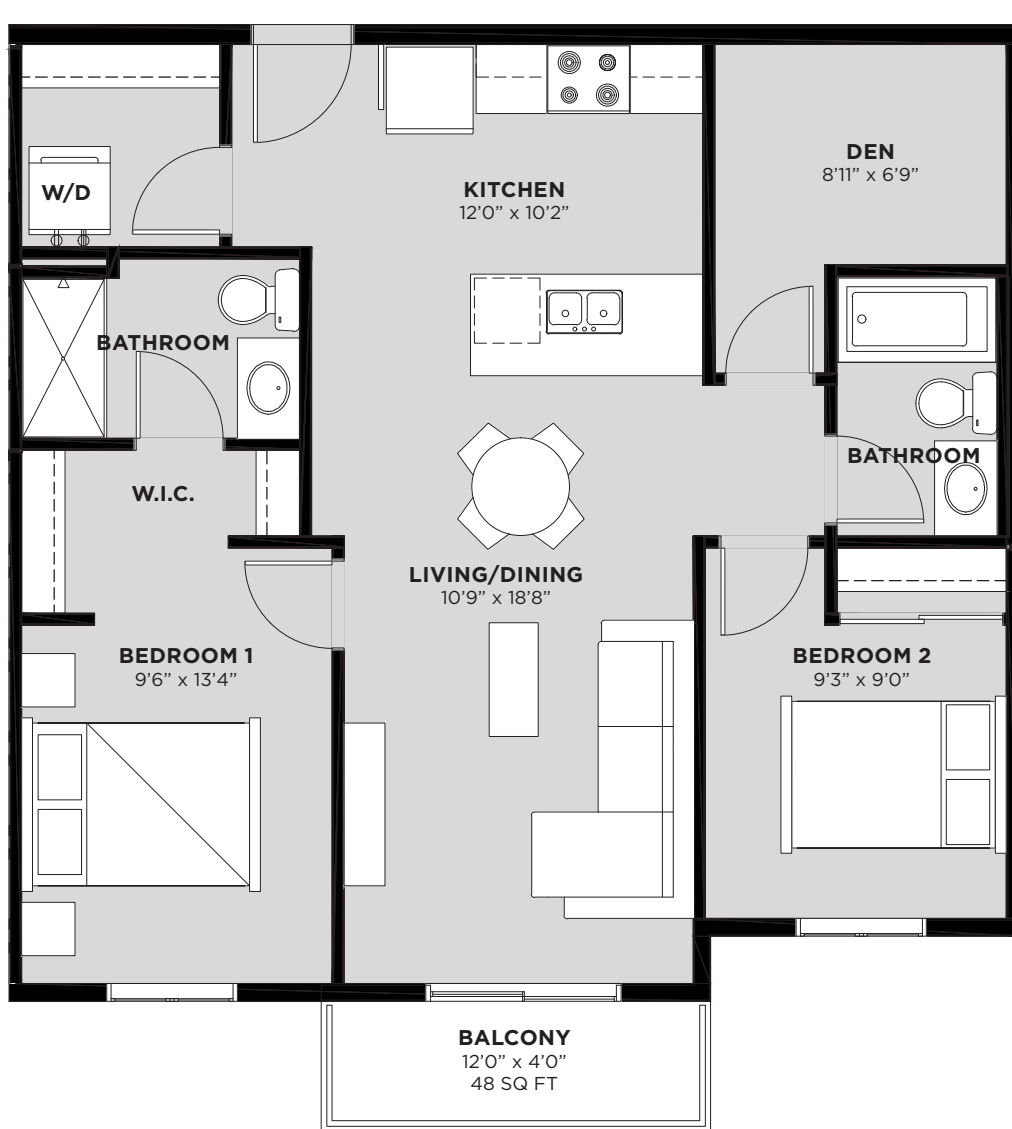 DEN
8’11” x 6’9”
KITCHEN
12’0” x 10’2”
W/D
BATHROOM
BATHROOM
W.I.C.
LIVING/DINING
10’9” x 18’8”
BEDROOM 1
9’6” x 13’4”
BEDROOM 2
9’3” x 9’0”
BALCONY
12’0” x 4’0”
48 SQ FT